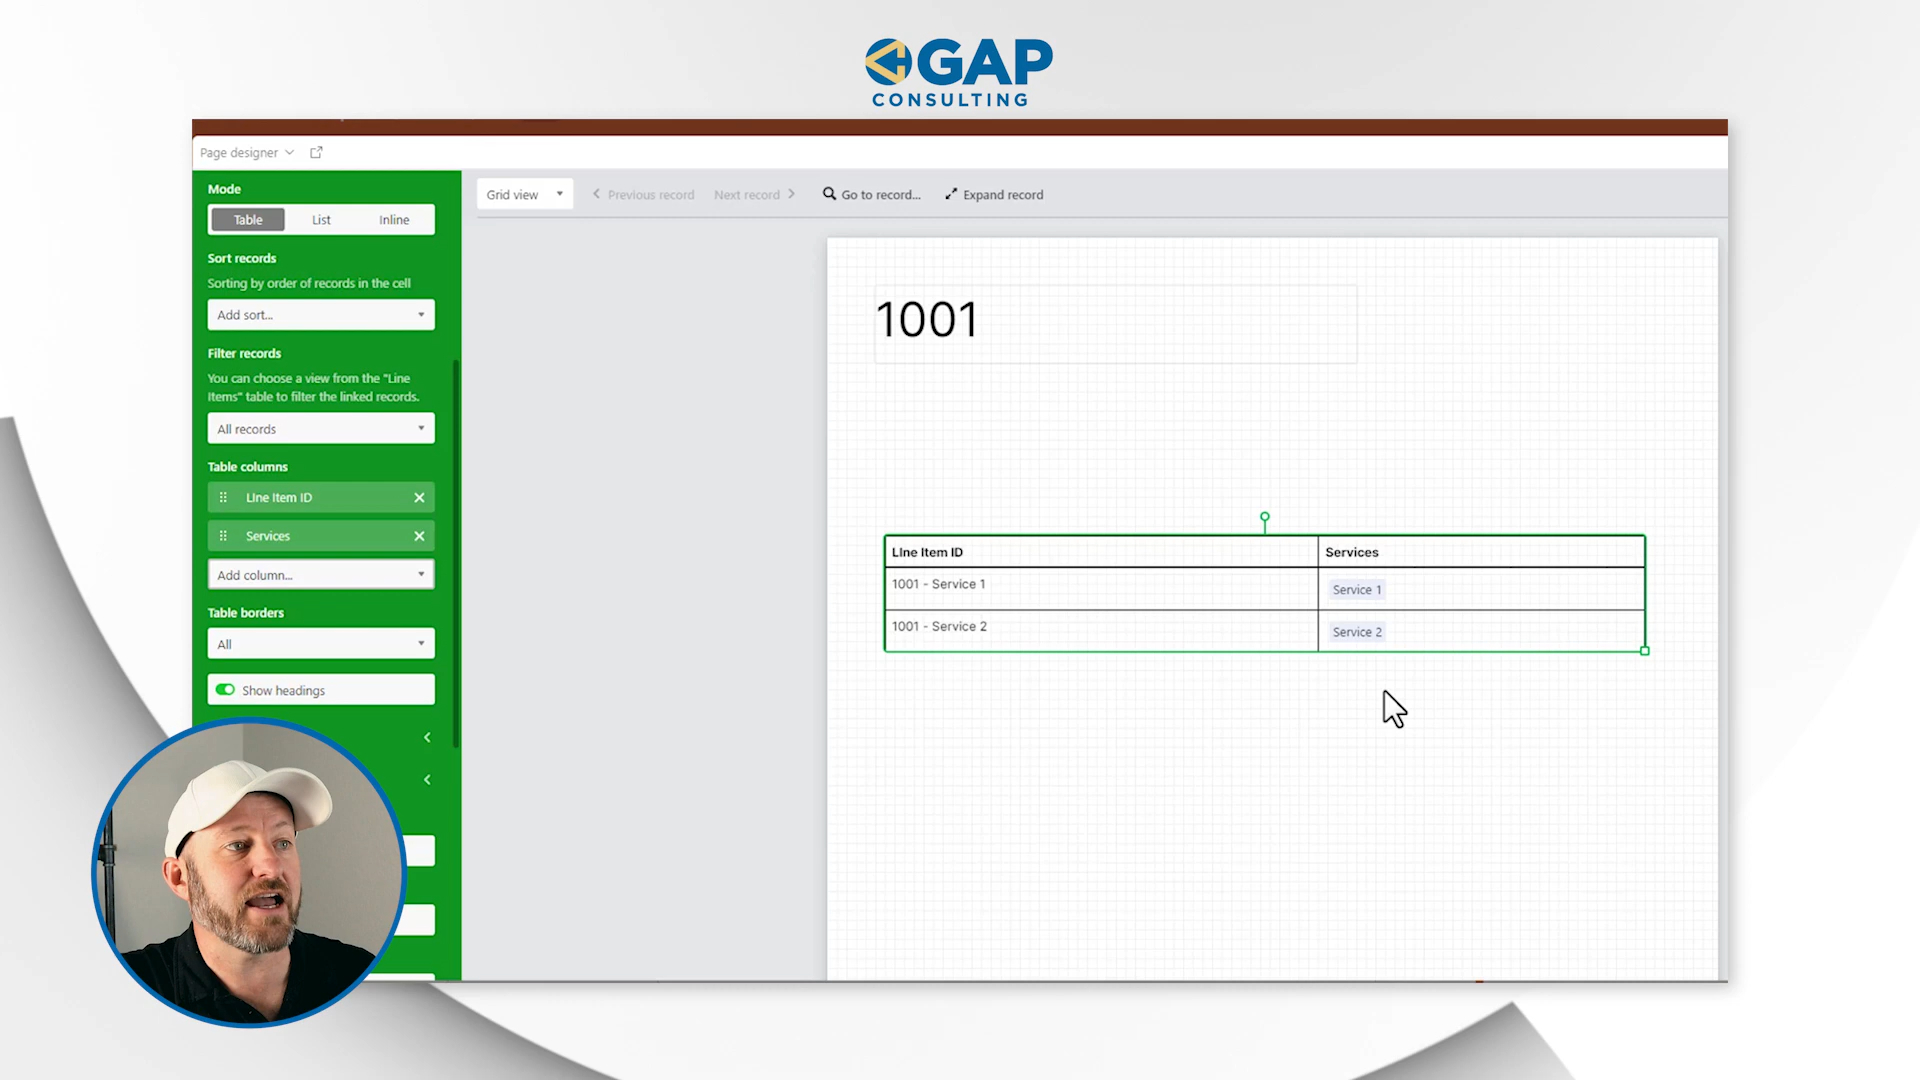 GAP
CONSULTING
Page designer
Mode
Table List Inline
Sort records
Sorting by order of records in the cell
Add sort...
Filter records
You can choose a view from the "Line
Items" table to filter the linked records.
All records
Table columns
LIne Item ID
Services
Add column...
Table borders
All
Show headings
Grid view
Previous record
Next record
Go to record...
Expand record
1001
LIne Item ID Services
1001 - Service 1 Service 1
1001 - Service 2 Service 2